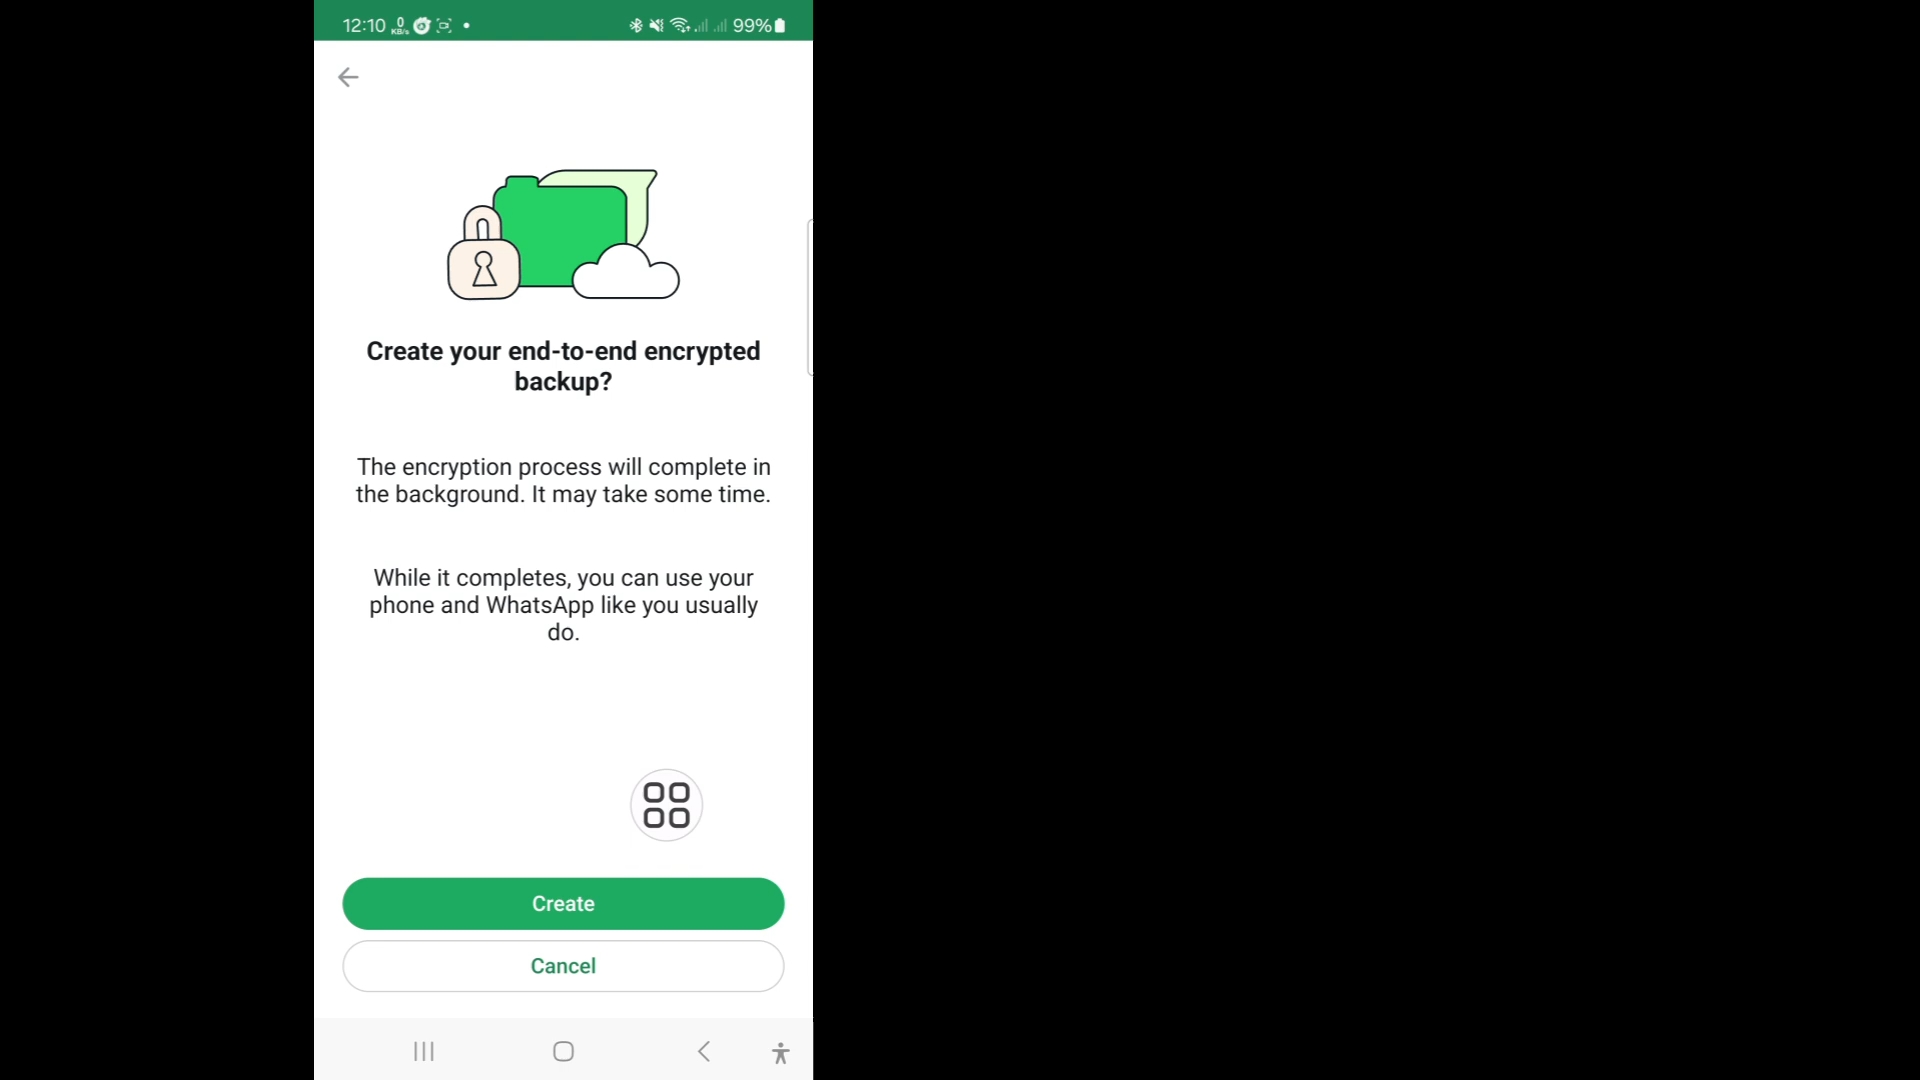 12:10 0 KB/s 99%
Create your end-to-end encrypted
backup?
The encryption process will complete in
the background. It may take some time.
While it completes, you can use your
phone and WhatsApp like you usually
do.
Create
Cancel